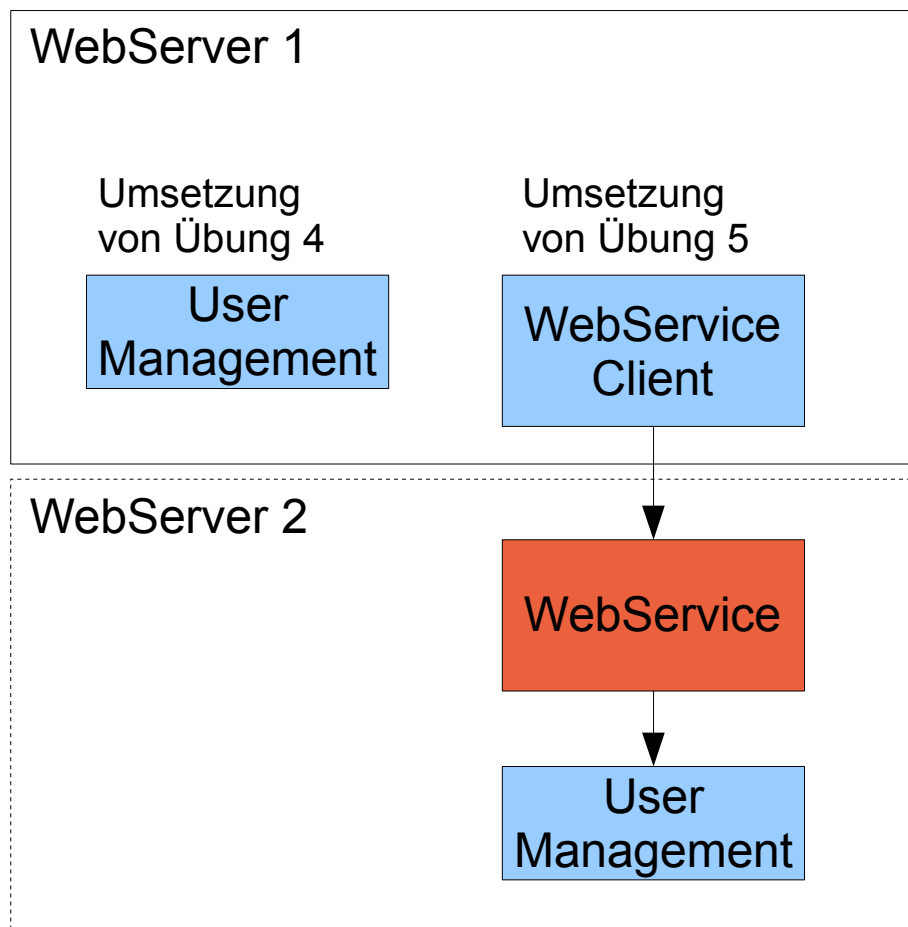 WebServer 1
Umsetzung
von Übung 4
User
Management
Umsetzung
von Übung 5
WebService
Client
WebServer 2
WebService
User
Management